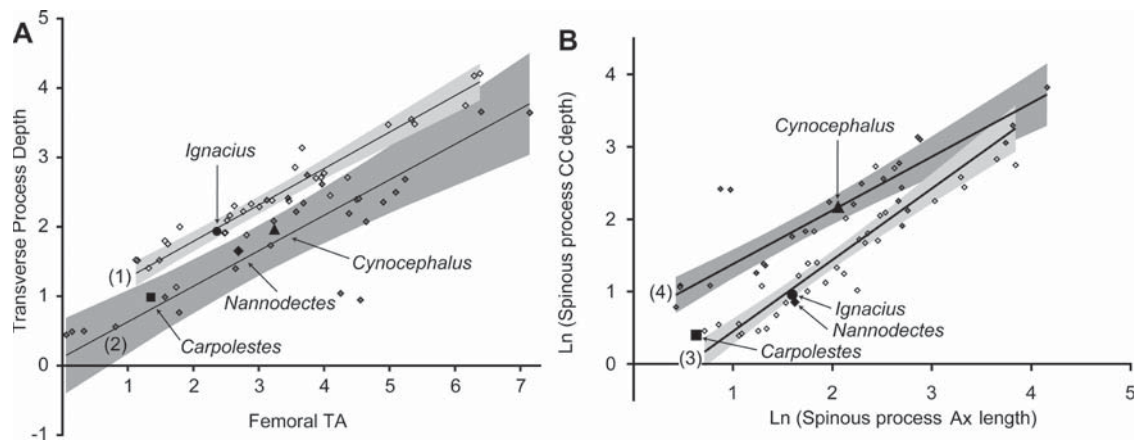 A
Transverse Process Depth
5
4
3
2
1
0
-1
1 2 3 4 5 6 7
Femoral TA
Ignacius
Cynocephalus
Nannodectes
Carpolestes
(1)
(2)
B
Ln (Spinous process CC depth)
4
3
2
1
0
1 2 3 4 5
Ln (Spinous process Ax length)
Cynocephalus
Ignacius
Nannodectes
Carpolestes
(4)
(3)